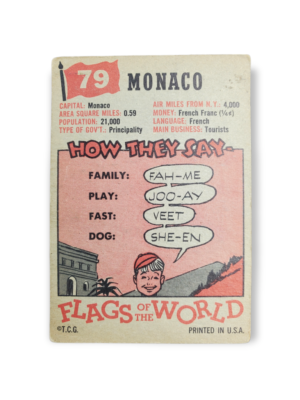 79 MONACO
CAPITAL: Monaco
AREA SQUARE MILES: 0.59
POPULATION: 21,000
TYPE OF GOV'T.: Principality
AIR MILES FROM N.Y.: 4,000
MONEY: French Franc (¼¢)
LANGUAGE: French
MAIN BUSINESS: Tourists
HOW THEY SAY-
FAMILY: FAH-ME
PLAY: JOO-AY
FAST: VEET
DOG: SHE-EN
FLAGS OF THE WORLD
©T.C.G. PRINTED IN U.S.A.